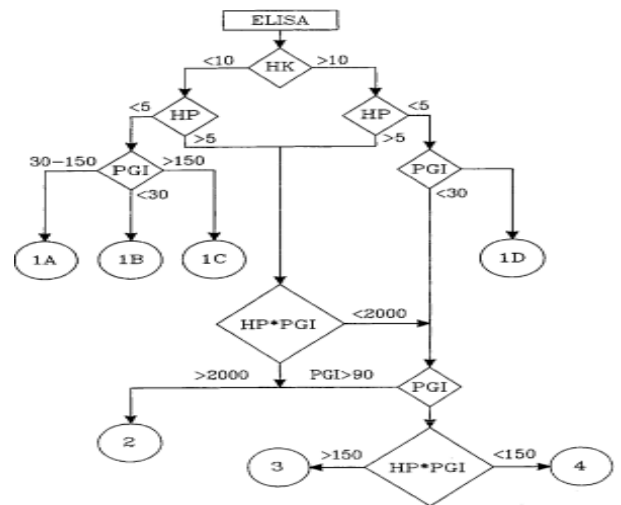 ELISA
<10 HK >10
<5 HP HP <5
>5 >5
30-150 PGI >150 PGI
<30 <30
1A 1B 1C 1D
HP*PGI <2000
>2000 PGI>90 PGI
2 3 >150 HP*PGI <150 4